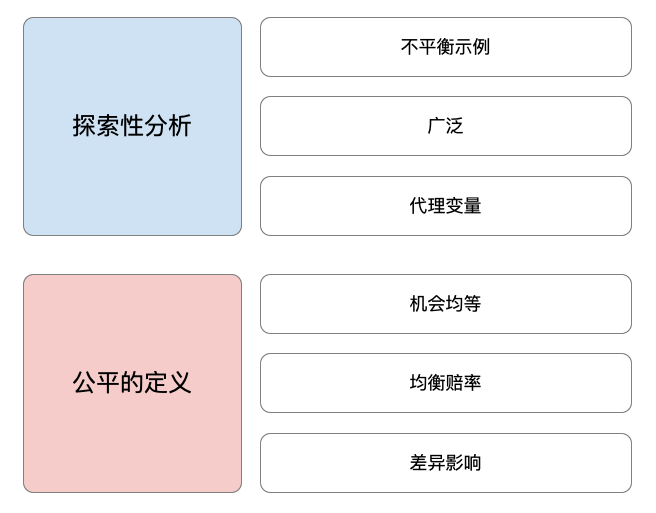 探索性分析
不平衡示例
广泛
代理变量
公平的定义
机会均等
均衡赔率
差异影响